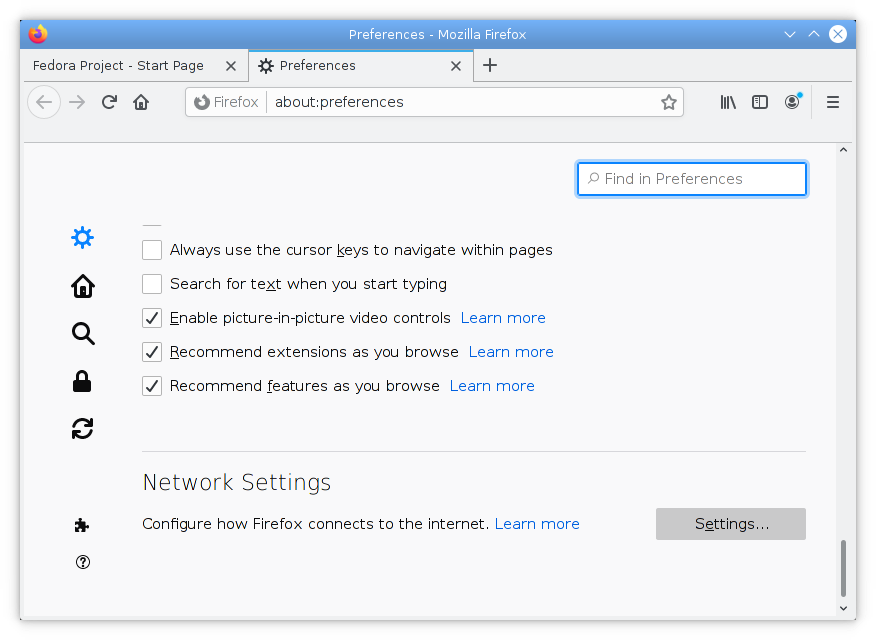 Preferences - Mozilla Firefox
Fedora Project - Start Page
Preferences
Firefox
about:preferences
Find in Preferences
Always use the cursor keys to navigate within pages
Search for text when you start typing
Enable picture-in-picture video controls Learn more
Recommend extensions as you browse Learn more
Recommend features as you browse Learn more
Network Settings
Configure how Firefox connects to the internet. Learn more
Settings...